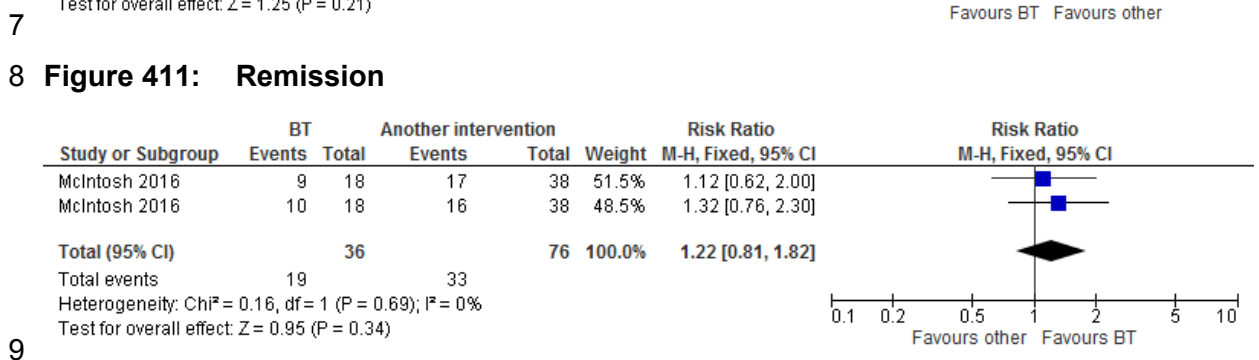 Test for overall effect: Z = 1.25 (P = 0.21)
Favours BT Favours other
7
8 Figure 411: Remission
BT Another intervention Risk Ratio Risk Ratio
Study or Subgroup Events Total Events Total Weight M-H, Fixed, 95% CI M-H, Fixed, 95% CI
McIntosh 2016 9 18 17 38 51.5% 1.12 [0.62, 2.00]
McIntosh 2016 10 18 16 38 48.5% 1.32 [0.76, 2.30]
Total (95% CI) 36 76 100.0% 1.22 [0.81, 1.82]
Total events 19 33
Heterogeneity: Chi² = 0.16, df = 1 (P = 0.69); I² = 0%
Test for overall effect: Z = 0.95 (P = 0.34)
0.1 0.2 0.5 1 2 5 10
Favours other Favours BT
9